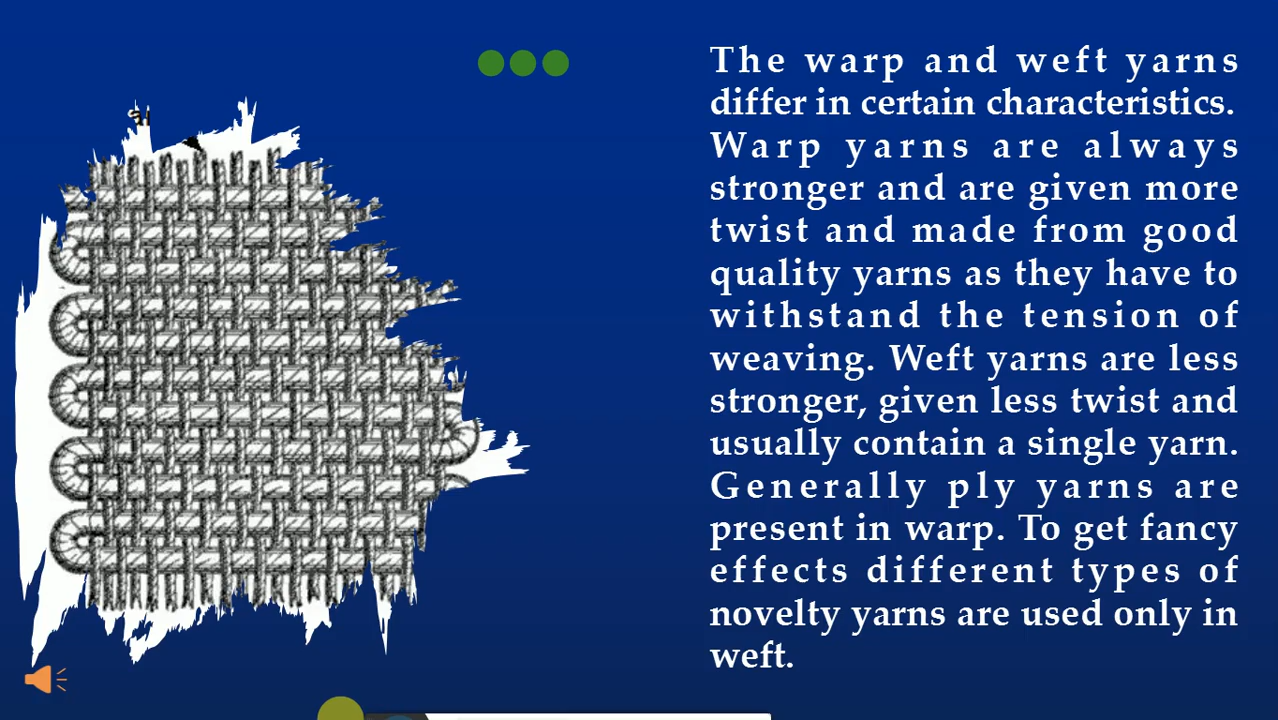 The warp and weft yarns
differ in certain characteristics.
Warp yarns are always
stronger and are given more
twist and made from good
quality yarns as they have to
withstand the tension of
weaving. Weft yarns are less
stronger, given less twist and
usually contain a single yarn.
Generally ply yarns are
present in warp. To get fancy
effects different types of
novelty yarns are used only in
weft.